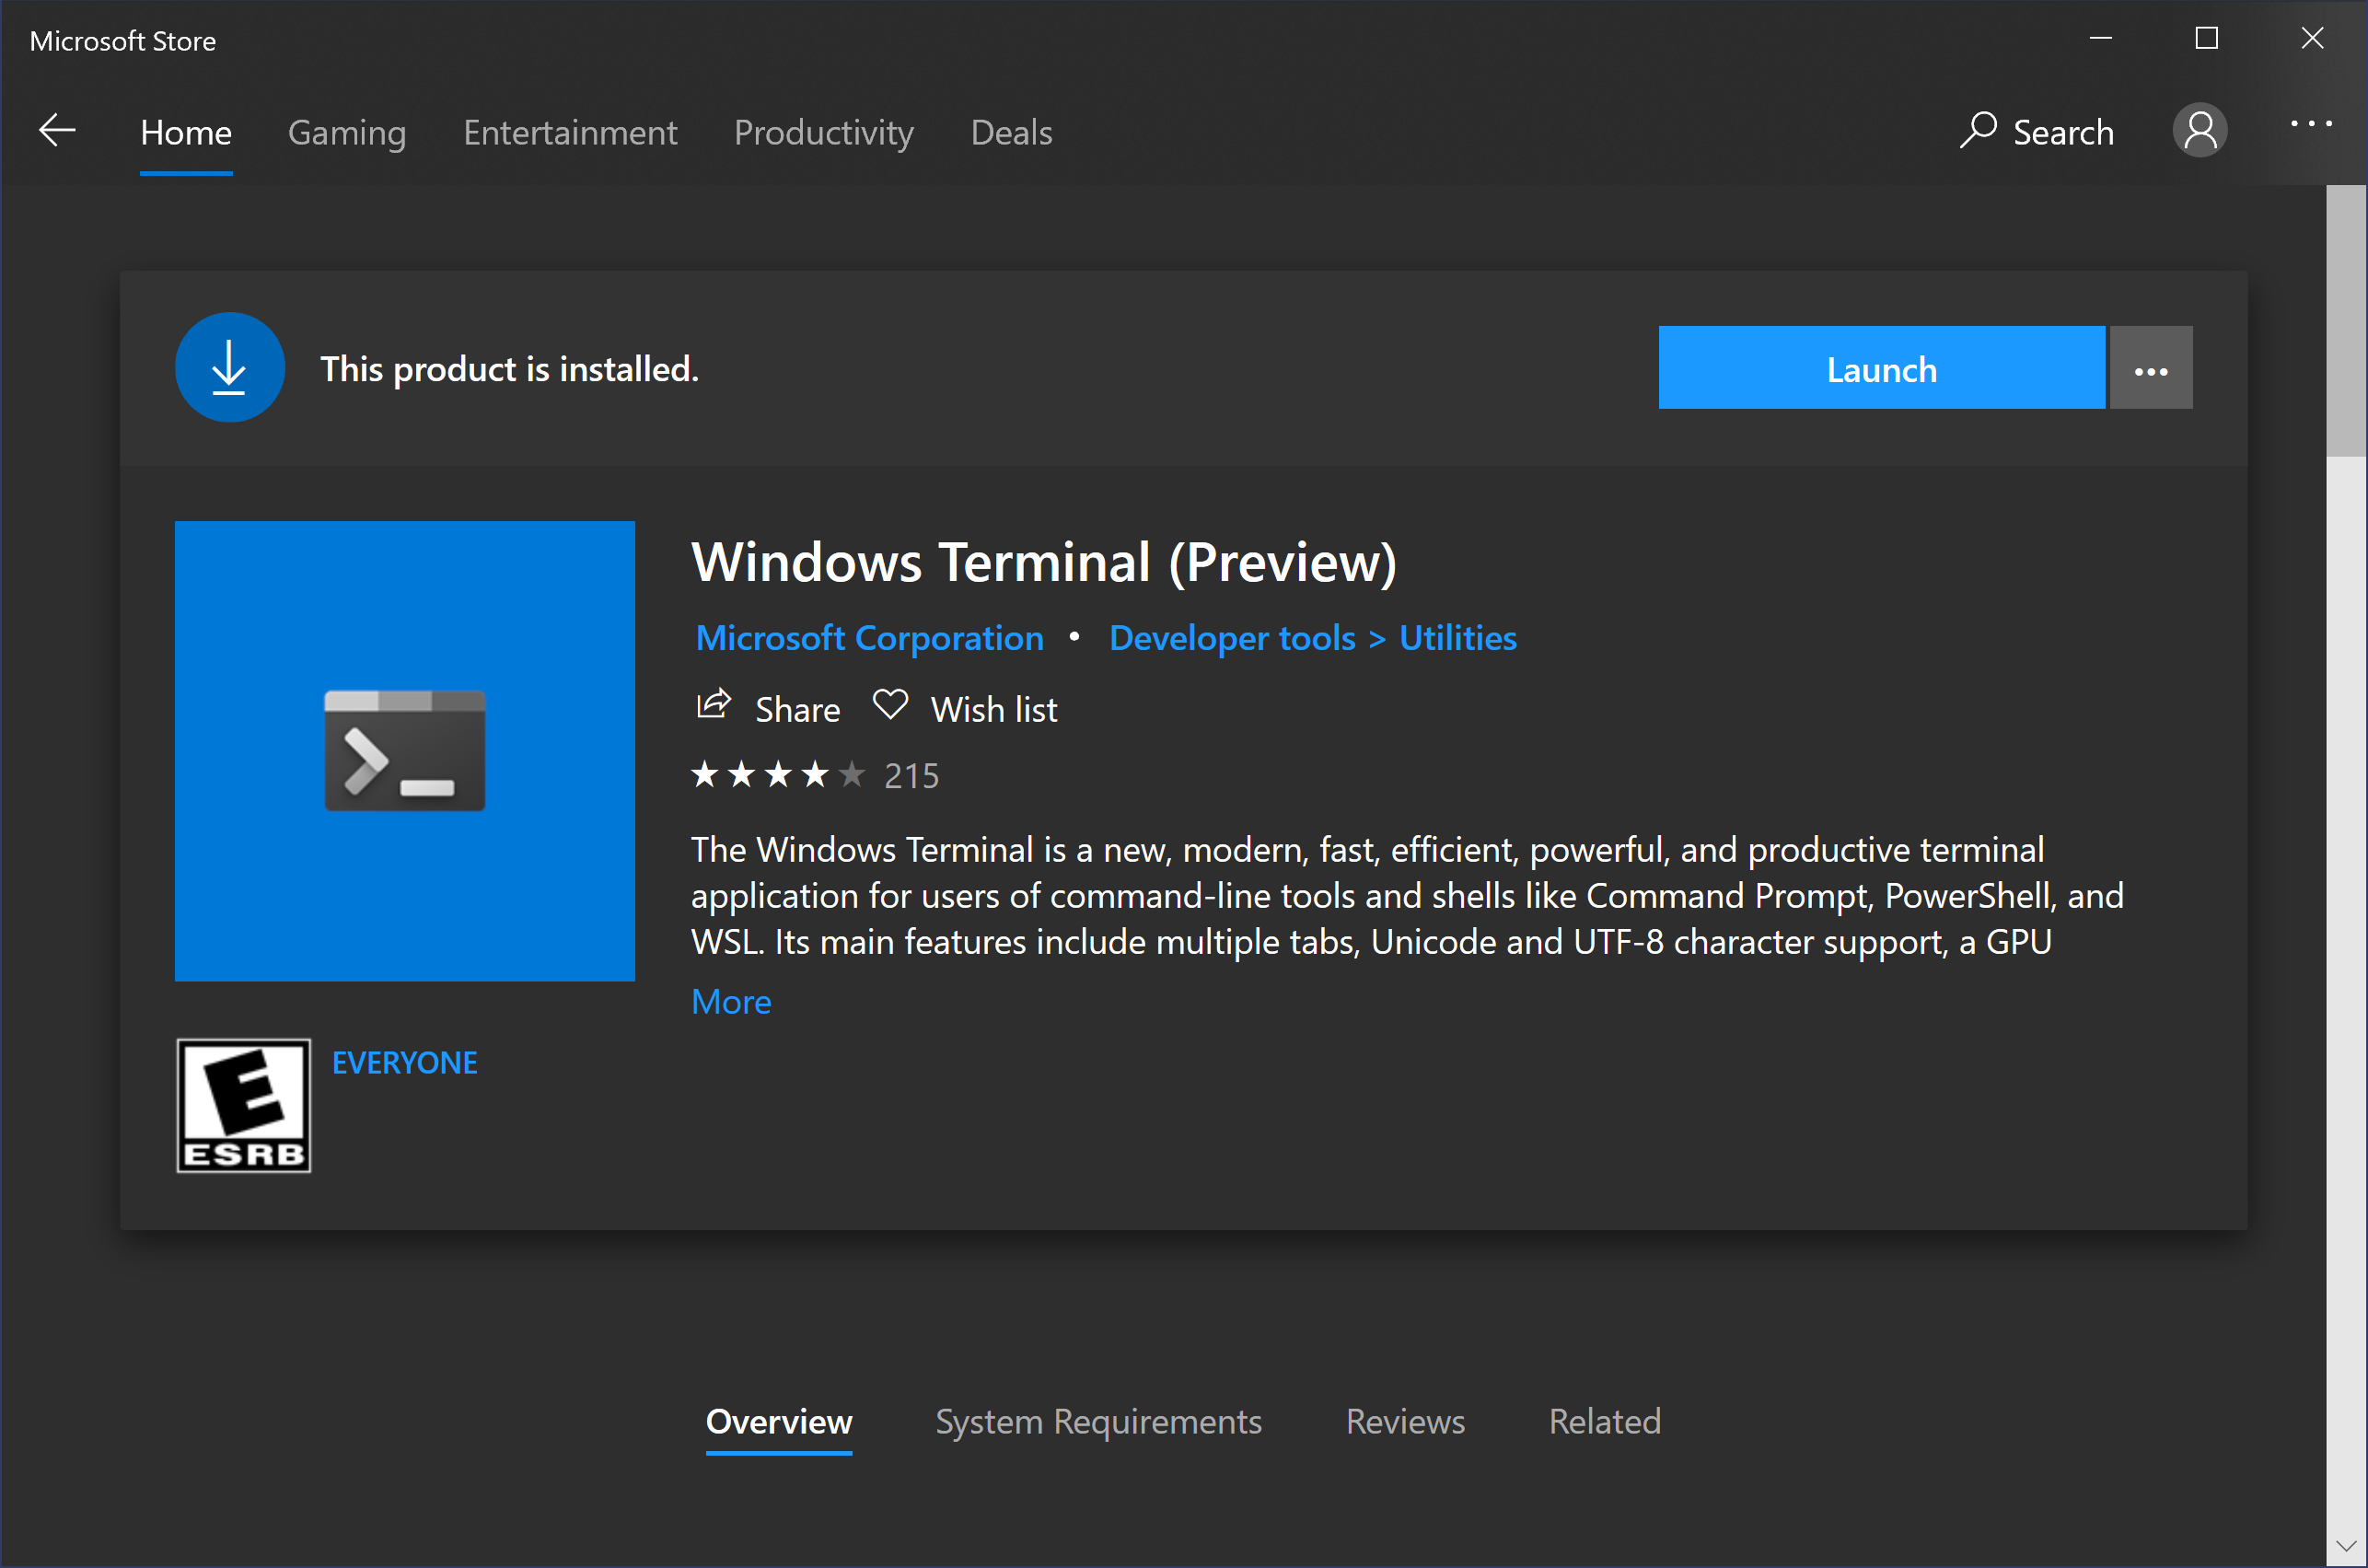 Microsoft Store
Home Gaming Entertainment Productivity Deals Search
This product is installed.
Launch
Windows Terminal (Preview)
Microsoft Corporation • Developer tools > Utilities
Share Wish list
215
The Windows Terminal is a new, modern, fast, efficient, powerful, and productive terminal
application for users of command-line tools and shells like Command Prompt, PowerShell, and
WSL. Its main features include multiple tabs, Unicode and UTF-8 character support, a GPU
More
E
ESRB
EVERYONE
Overview System Requirements Reviews Related